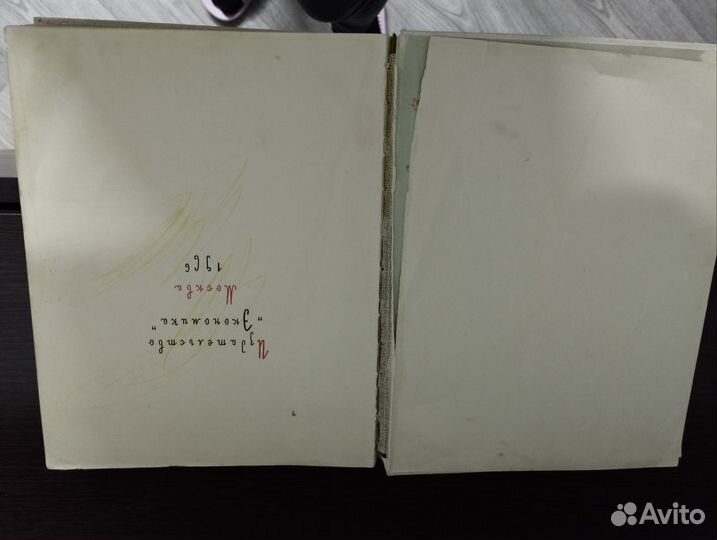 Издательство
„Экономика"
Москва
1966
Avito